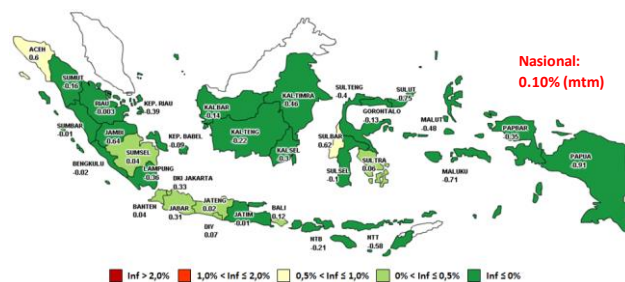 Nasional:
0.10% (mtm)
ACEH
0.6
SUMUT
-0.16
RIAU
-0.003
KEP. RIAU
-0.39
SUMBAR
-0.01
JAMBI
-0.64
BENGKULU
-0.02
SUMSEL
0.04
KEP. BABEL
-0.09
LAMPUNG
-0.36
DKI JAKARTA
0.33
BANTEN
0.04
JABAR
0.31
JATENG
0.02
DIY
0.07
JATIM
-0.01
BALI
0.12
NTB
-0.21
NTT
-0.58
KALBAR
-0.14
KALTENG
-0.22
KALTIMRA
-0.46
KALSEL
SULTENG
-0.4
SULUT
GORONTALO
-0.13
SULBAR
0.62
SULTRA
0.06
SULSEL
-0.1
MALUT
-0.48
MALUKU
-0.71
PAPBAR
-0.35
PAPUA
-0.91
Inf > 2,0%
1,0% < Inf ≤ 2,0%
0,5% < Inf ≤ 1,0%
0% < Inf ≤ 0,5%
Inf ≤ 0%